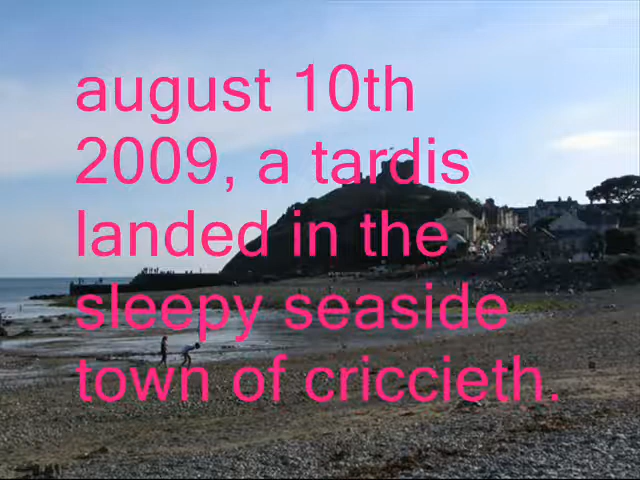 august 10th
2009, a tardis
landed in the
sleepy seaside
town of criccieth.